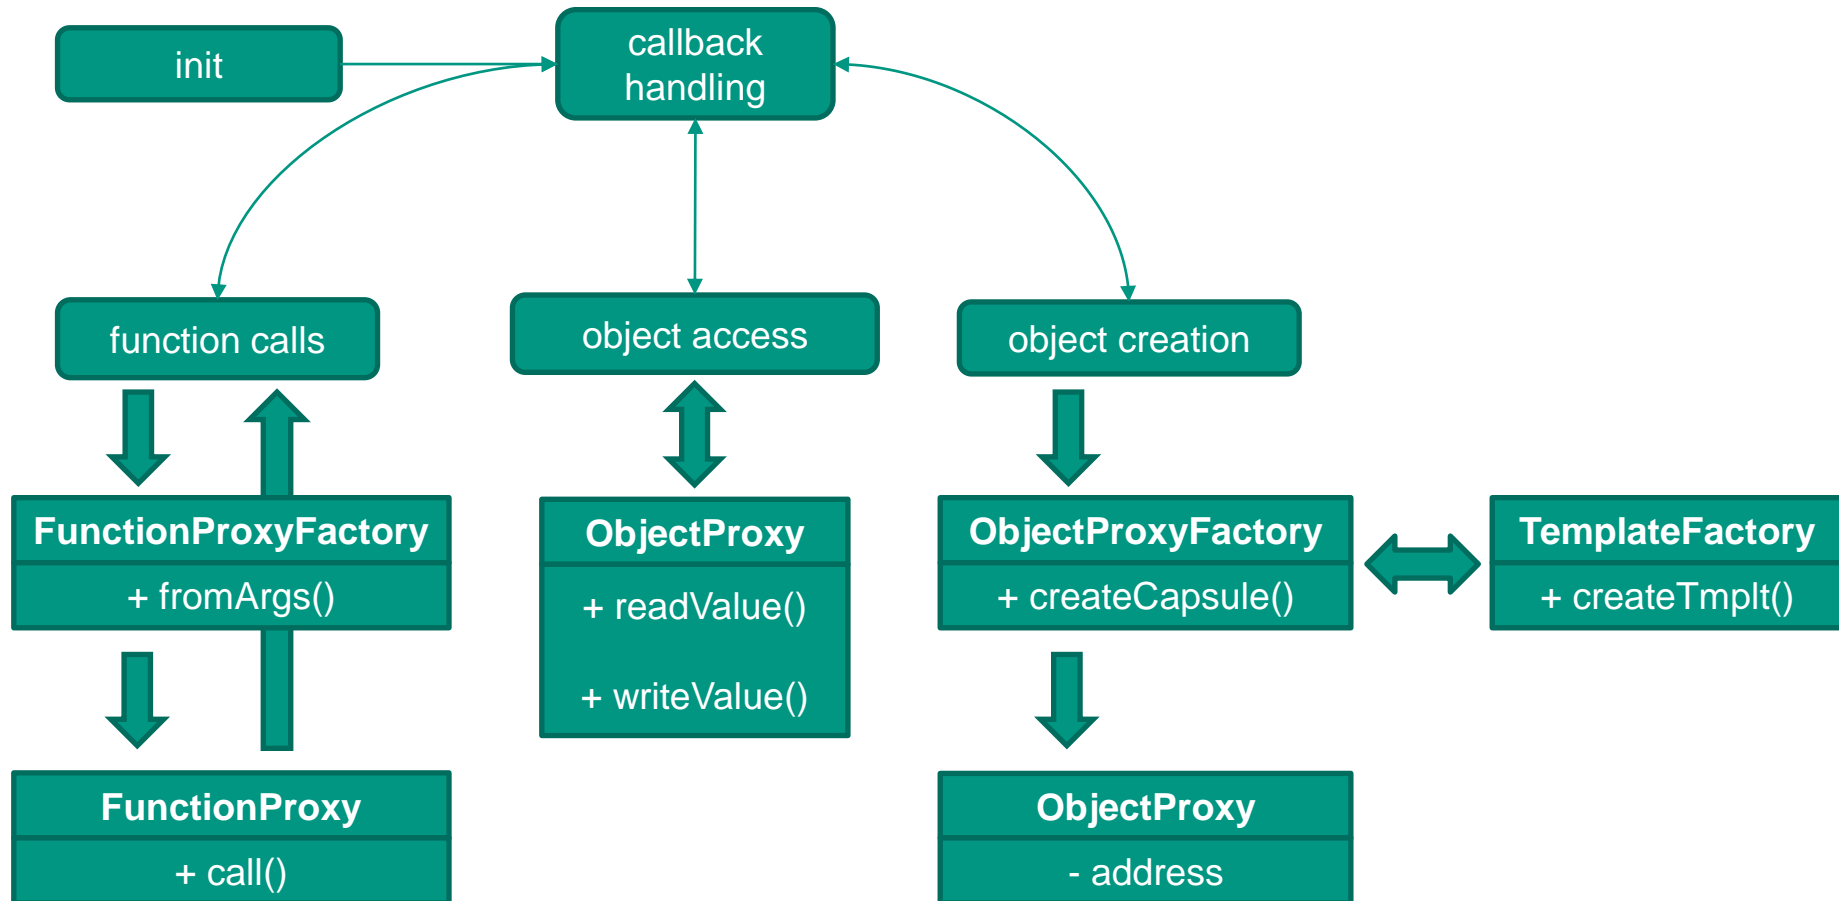 init
callback
handling
function calls
object access
object creation
FunctionProxyFactory
+ fromArgs()
ObjectProxy
+ readValue()
+ writeValue()
ObjectProxyFactory
+ createCapsule()
TemplateFactory
+ createTmplt()
FunctionProxy
+ call()
ObjectProxy
- address